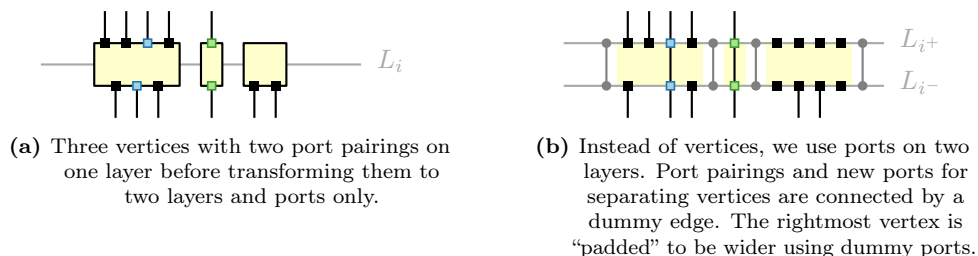 L_i
L_{i^+}
L_{i^-}
(a) Three vertices with two port pairings on
one layer before transforming them to
two layers and ports only.
(b) Instead of vertices, we use ports on two
layers. Port pairings and new ports for
separating vertices are connected by a
dummy edge. The rightmost vertex is
“padded” to be wider using dummy ports.